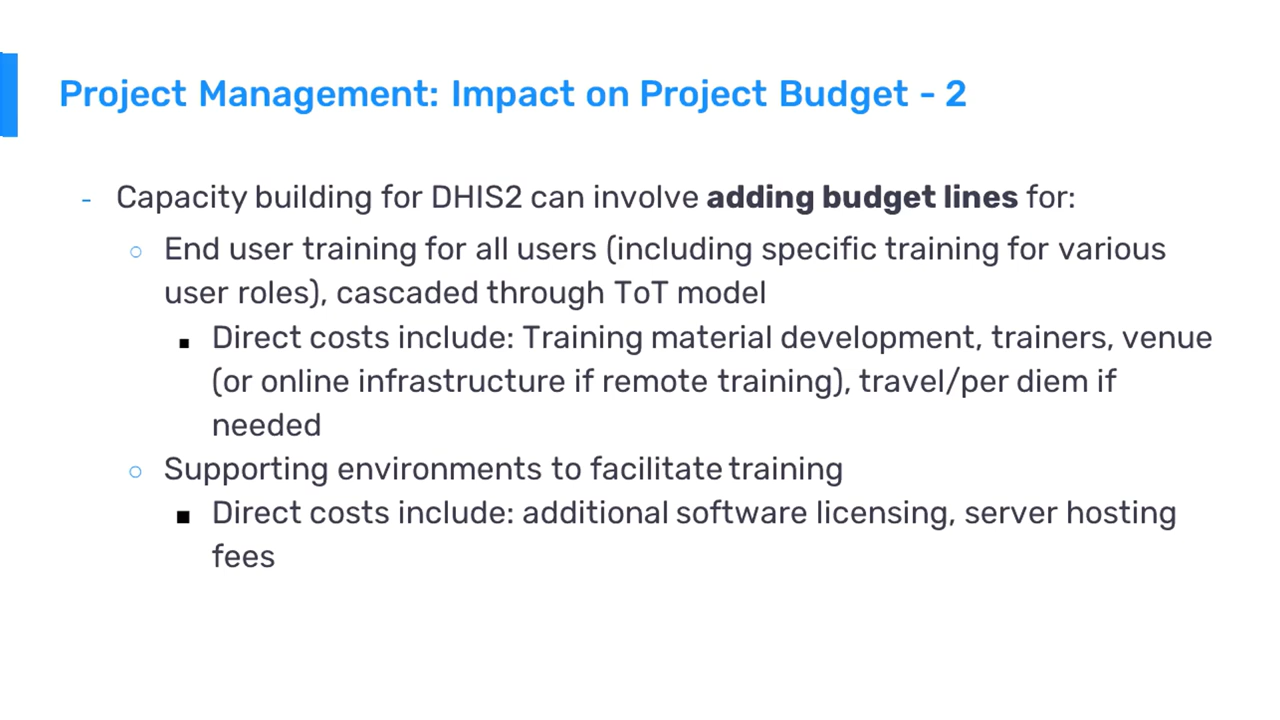 Project Management: Impact on Project Budget - 2
- Capacity building for DHIS2 can involve adding budget lines for:
○ End user training for all users (including specific training for various
user roles), cascaded through ToT model
■ Direct costs include: Training material development, trainers, venue
(or online infrastructure if remote training), travel/per diem if
needed
○ Supporting environments to facilitate training
■ Direct costs include: additional software licensing, server hosting
fees